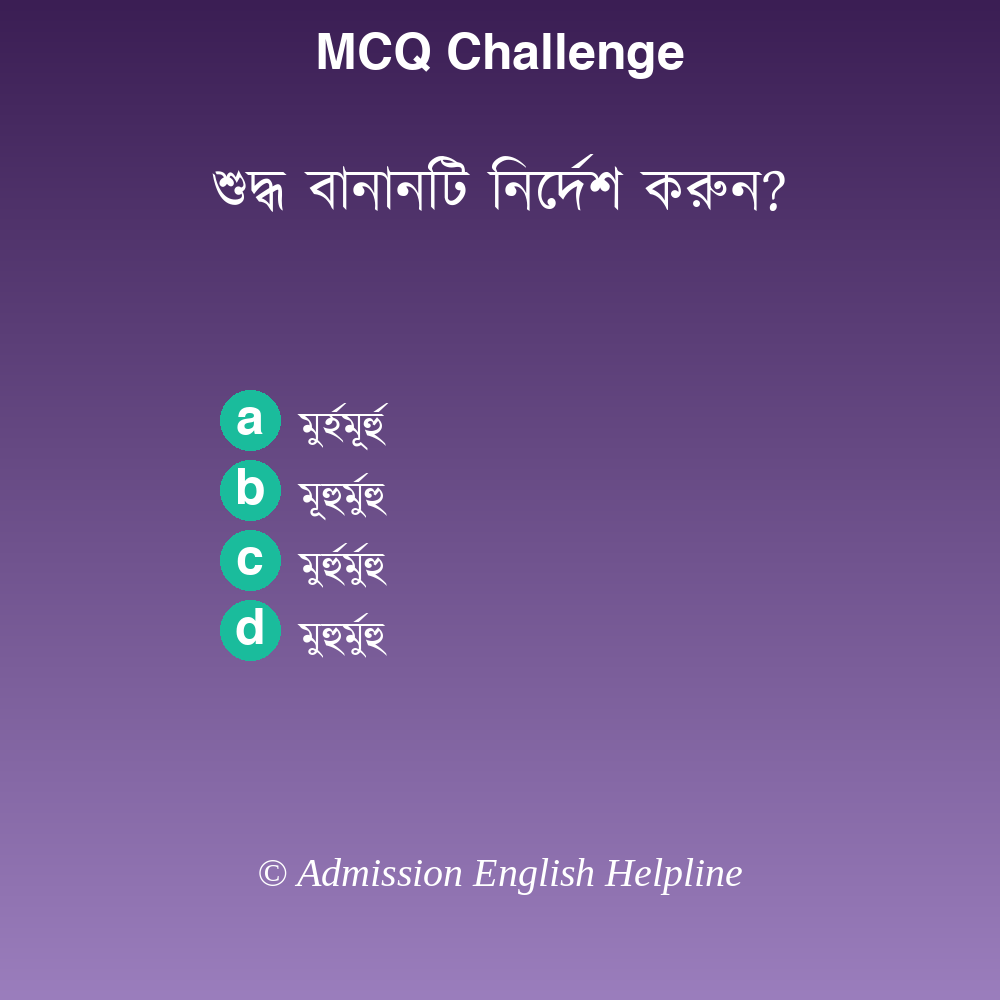 MCQ Challenge
শুদ্ধ বানানটি নির্দেশ করুন?
a মুর্হমূর্হু
b মূহুর্মুহু
c মুর্হুর্মুহু
d মুহুর্মুহু
© Admission English Helpline